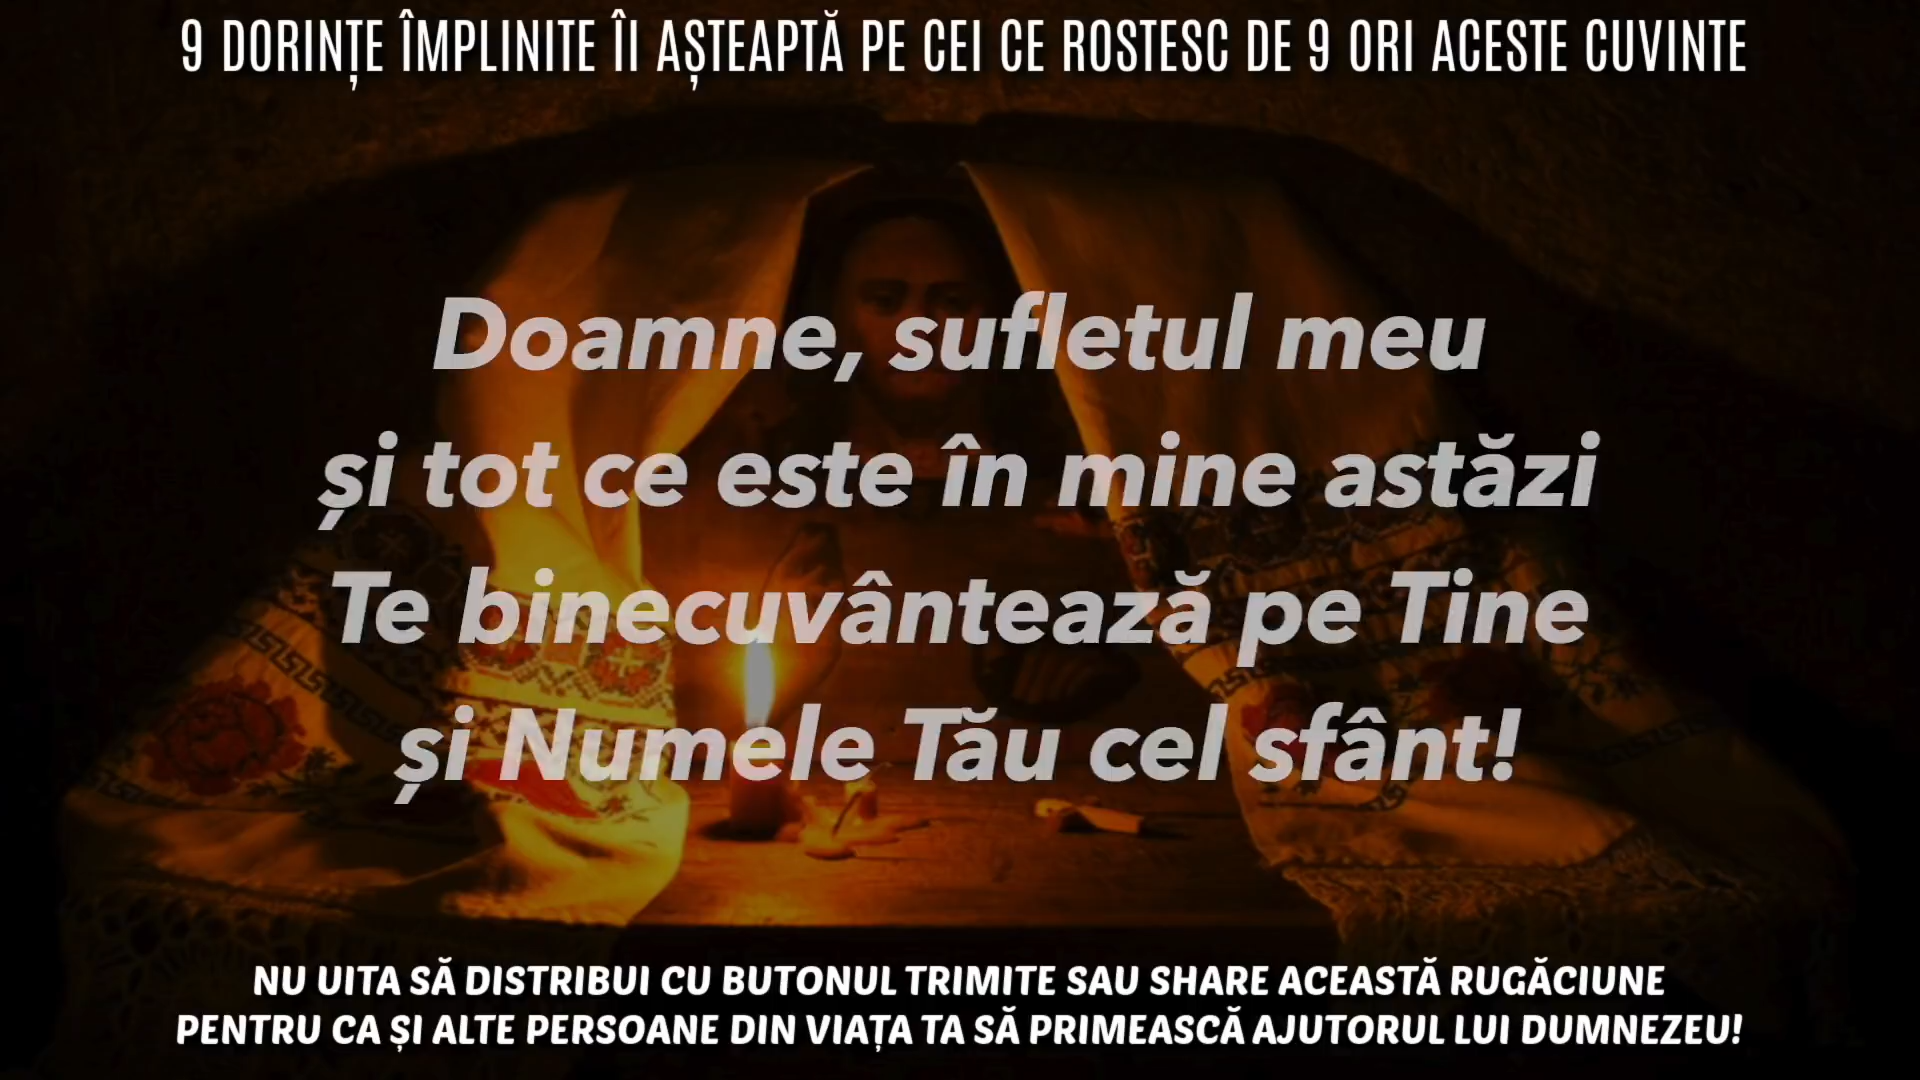 9 DORINȚE ÎMPLINITE ÎI AȘTEAPTĂ PE CEI CE ROSTESC DE 9 ORI ACESTE CUVINTE
Doamne, sufletul meu
și tot ce este în mine astăzi
Te binecuvântează pe Tine
și Numele Tău cel sfânt!
NU UITA SĂ DISTRIBUI CU BUTONUL TRIMITE SAU SHARE ACEASTĂ RUGĂCIUNE
PENTRU CA ȘI ALTE PERSOANE DIN VIAȚA TA SĂ PRIMEASCĂ AJUTORUL LUI DUMNEZEU!